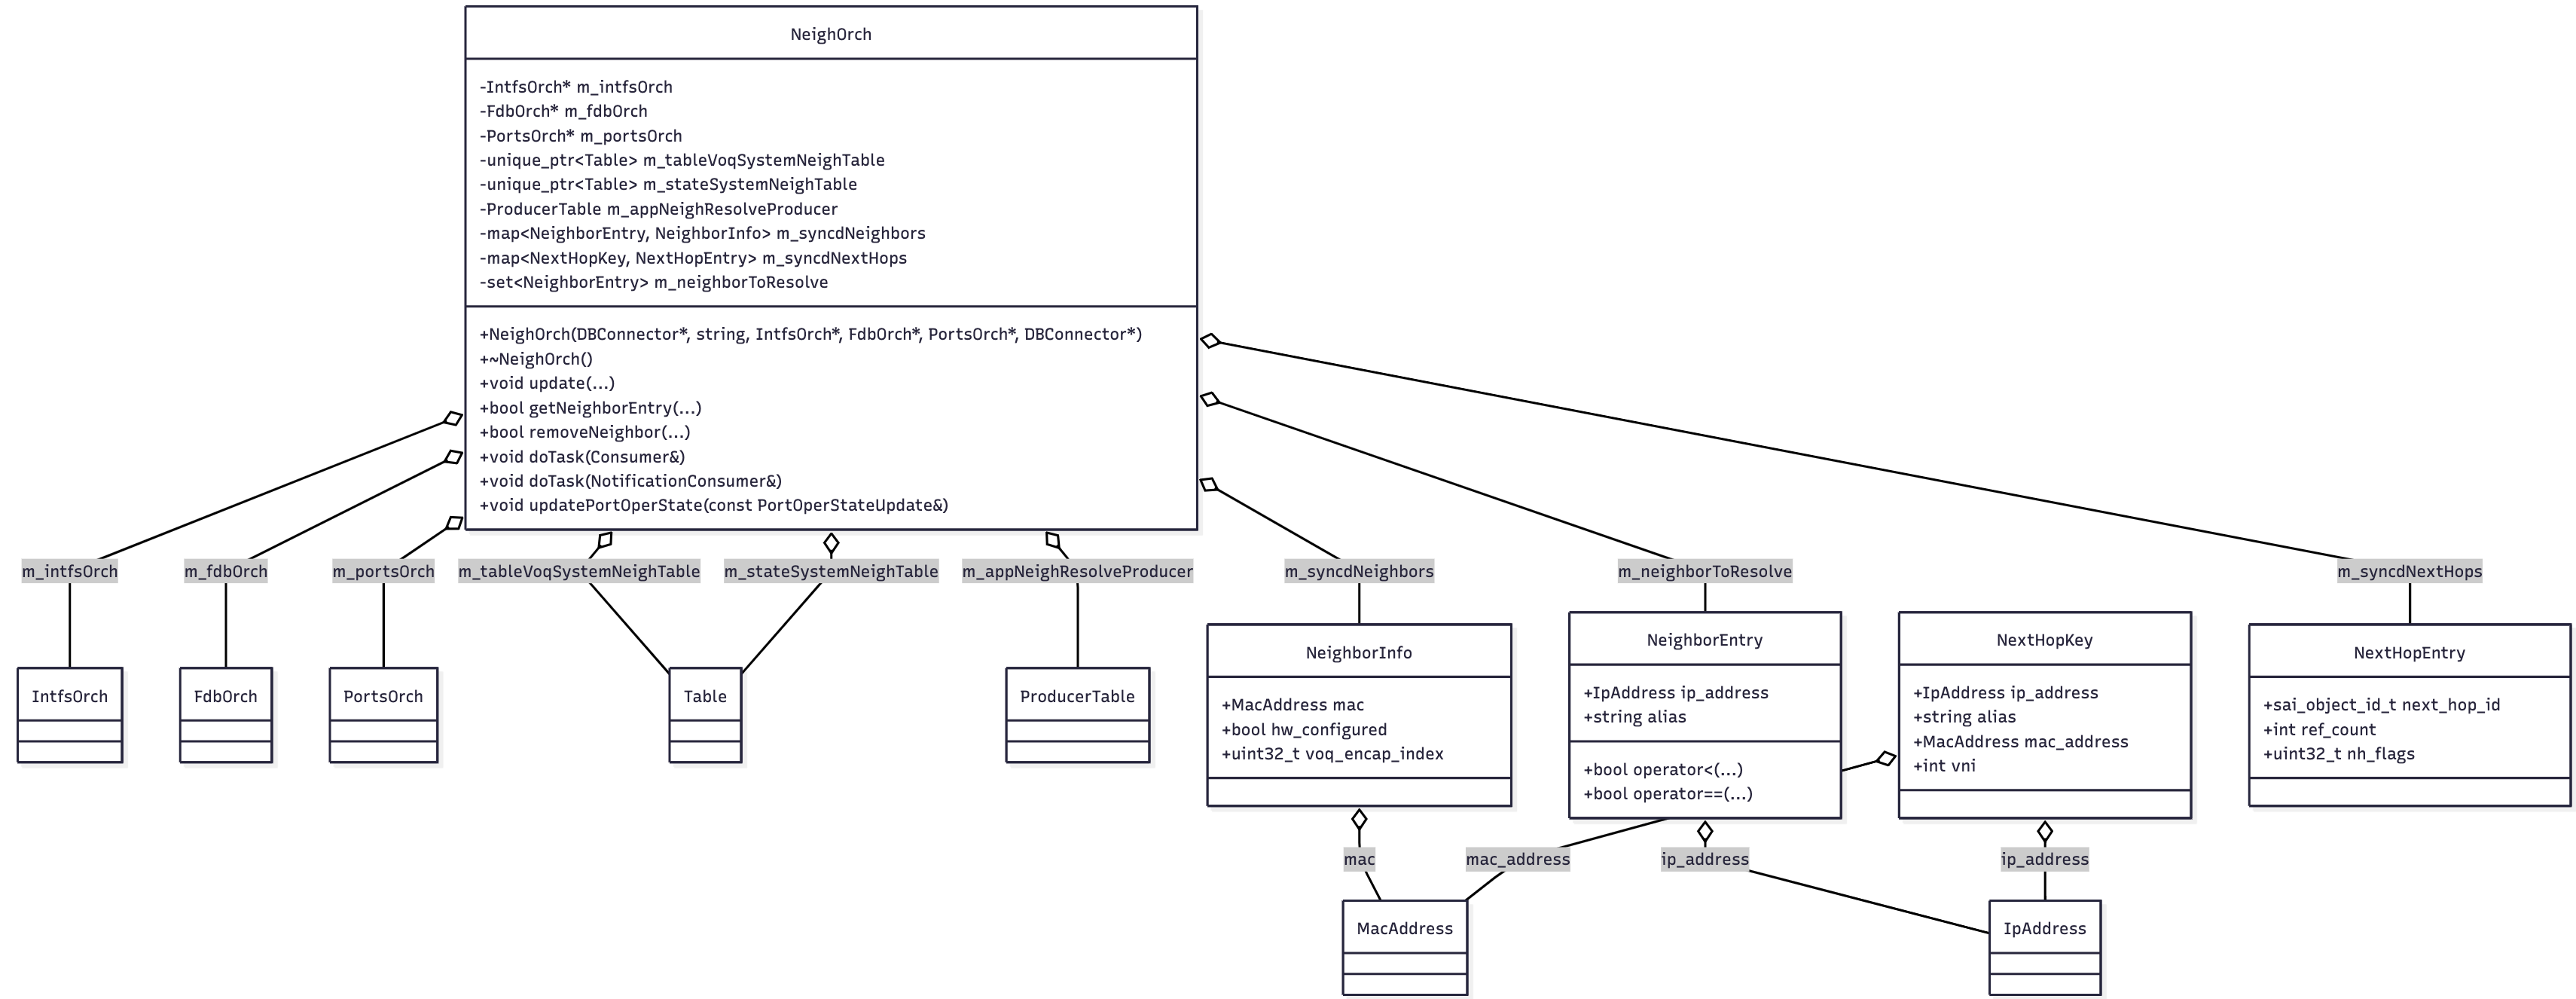 NeighOrch
-IntfsOrch* m_intfsOrch
-FdbOrch* m_fdbOrch
-PortsOrch* m_portsOrch
-unique_ptr<Table> m_tableVoqSystemNeighTable
-unique_ptr<Table> m_stateSystemNeighTable
-ProducerTable m_appNeighResolveProducer
-map<NeighborEntry, NeighborInfo> m_syncdNeighbors
-map<NextHopKey, NextHopEntry> m_syncdNextHops
-set<NeighborEntry> m_neighborToResolve
+NeighOrch(DBConnector*, string, IntfsOrch*, FdbOrch*, PortsOrch*, DBConnector*)
+~NeighOrch()
+void update(...)
+bool getNeighborEntry(...)
+bool removeNeighbor(...)
+void doTask(Consumer&)
+void doTask(NotificationConsumer&)
+void updatePortOperState(const PortOperStateUpdate&)
m_intfsOrch
m_fdbOrch
m_portsOrch
m_tableVoqSystemNeighTable
m_stateSystemNeighTable
m_appNeighResolveProducer
m_syncdNeighbors
m_neighborToResolve
m_syncdNextHops
IntfsOrch
FdbOrch
PortsOrch
Table
ProducerTable
NeighborInfo
+MacAddress mac
+bool hw_configured
+uint32_t voq_encap_index
NeighborEntry
+IpAddress ip_address
+string alias
+bool operator<(...)
+bool operator==(...)
NextHopKey
+IpAddress ip_address
+string alias
+MacAddress mac_address
+int vni
NextHopEntry
+sai_object_id_t next_hop_id
+int ref_count
+uint32_t nh_flags
mac
mac_address
ip_address
ip_address
MacAddress
IpAddress